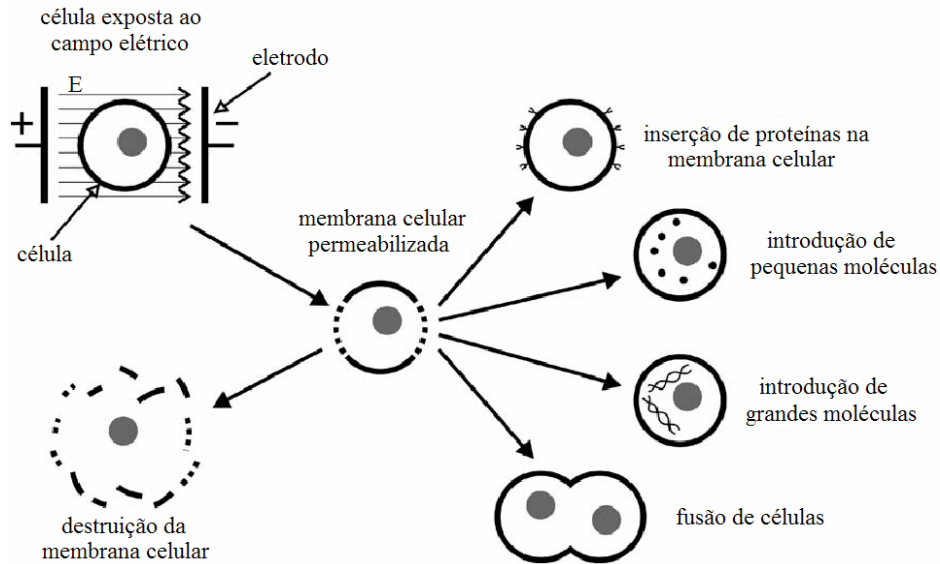 célula exposta ao
campo elétrico
eletrodo
E
+
−
célula
membrana celular
permeabilizada
inserção de proteínas na
membrana celular
introdução de
pequenas moléculas
introdução de
grandes moléculas
fusão de células
destruição da
membrana celular